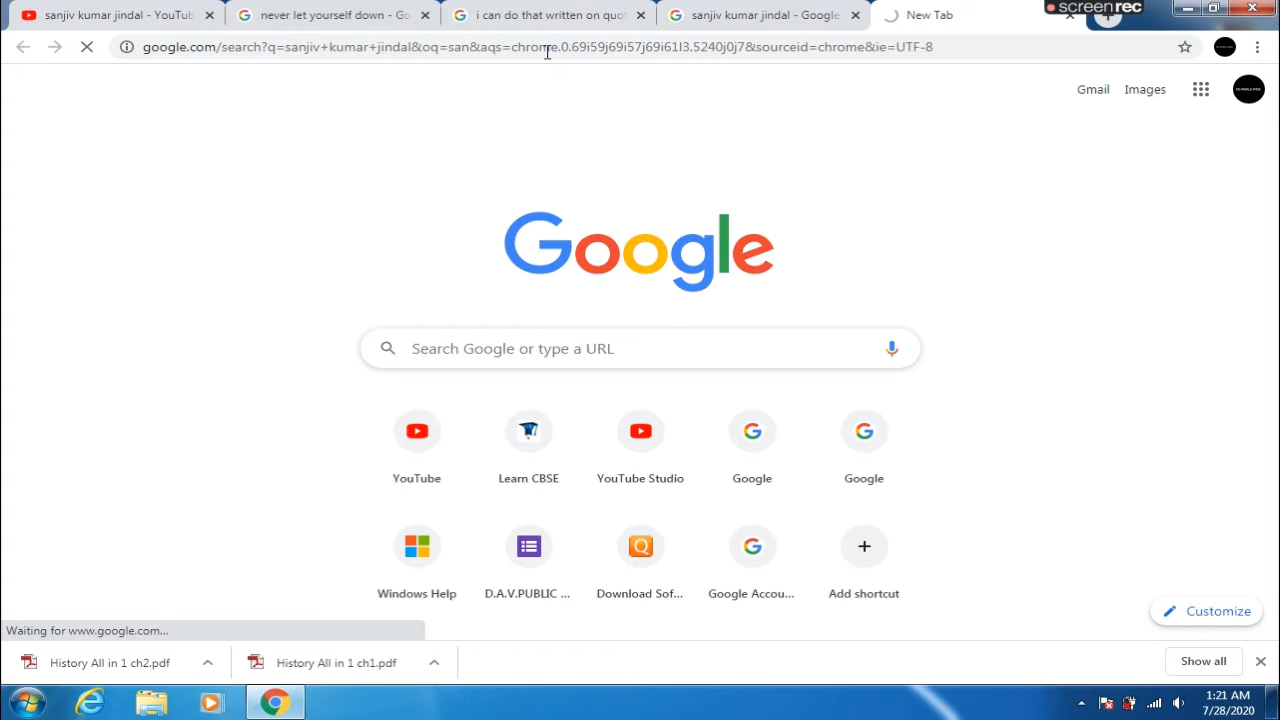 sanjiv kumar jindal - YouTub
never let yourself down - Go
i can do that written on quot
sanjiv kumar jindal - Google
New Tab
screenrec
google.com/search?q=sanjiv+kumar+jindal&oq=san&aqs=chrome.0.69i59j69i57j69i61l3.5240j0j7&sourceid=chrome&ie=UTF-8
Gmail
Images
Google
Search Google or type a URL
YouTube
Learn CBSE
YouTube Studio
Google
Google
Windows Help
D.A.V.PUBLIC ...
Download Sof...
Google Accou...
Add shortcut
Customize
Waiting for www.google.com...
History All in 1 ch2.pdf
History All in 1 ch1.pdf
Show all
1:21 AM
7/28/2020